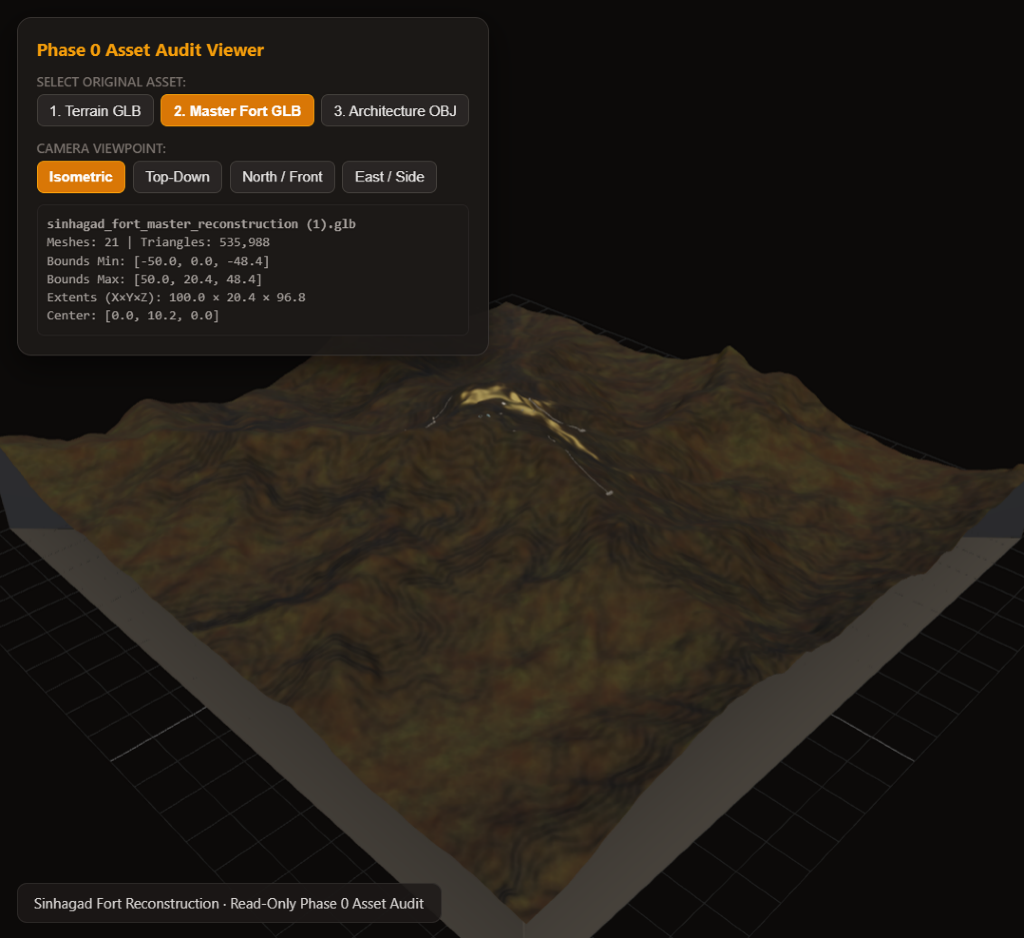 Phase 0 Asset Audit Viewer
SELECT ORIGINAL ASSET:
1. Terrain GLB 2. Master Fort GLB 3. Architecture OBJ
CAMERA VIEWPOINT:
Isometric Top-Down North / Front East / Side
sinhagad_fort_master_reconstruction (1).glb
Meshes: 21 | Triangles: 535,988
Bounds Min: [-50.0, 0.0, -48.4]
Bounds Max: [50.0, 20.4, 48.4]
Extents (X×Y×Z): 100.0 × 20.4 × 96.8
Center: [0.0, 10.2, 0.0]
Sinhagad Fort Reconstruction · Read-Only Phase 0 Asset Audit